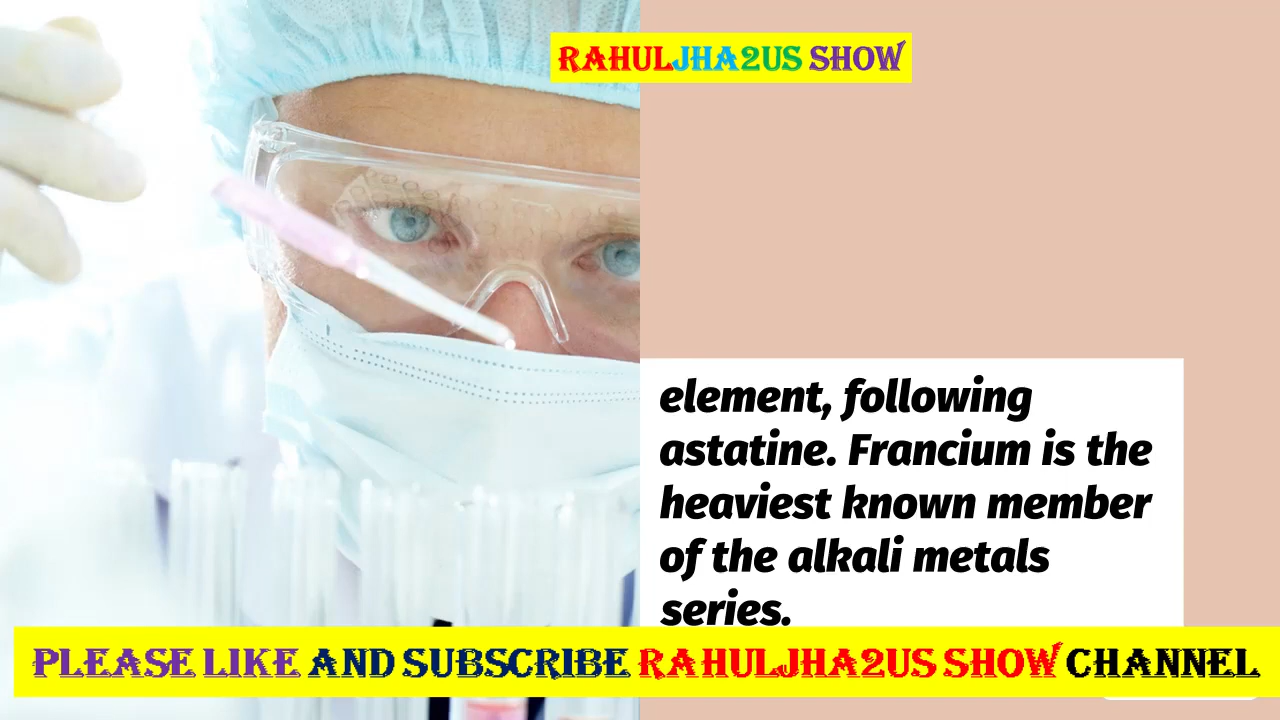 RAHULJHA2US SHOW
element, following
astatine. Francium is the
heaviest known member
of the alkali metals
series.
PLEASE LIKE AND SUBSCRIBE RAHULJHA2US SHOW CHANNEL